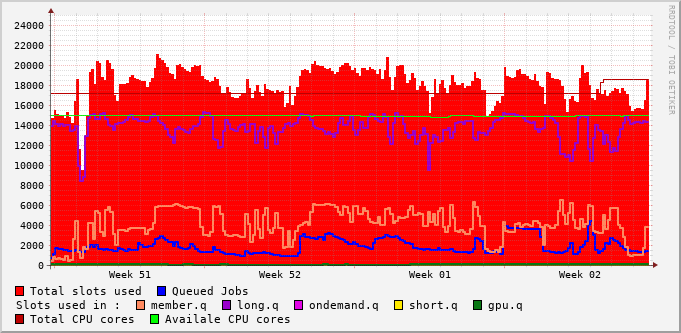 24000
22000
20000
18000
16000
14000
12000
10000
8000
6000
4000
2000
0
Week 51 Week 52 Week 01 Week 02
RRDTOOL / TOBI OETIKER
Total slots used Queued Jobs
Slots used in : member.q long.q ondemand.q short.q gpu.q
Total CPU cores Availale CPU cores